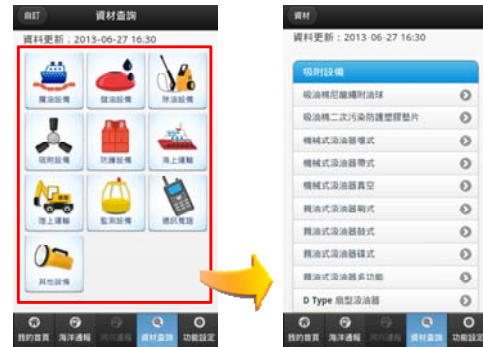 自訂
資材查詢
資料更新：2013-06-27 16:30
攔油設備
儲油設備
除油設備
吸附設備
防護設備
海上運輸
陸上運輸
監測設備
通訊電話
其他設備
我的首頁
海洋通報
資材查詢
功能設定
資材
資料更新：2013-06-27 16:30
吸附設備
吸油棉尼龍繩附油球
吸油棉二次污染防護塑膠墊片
機械式汲油器堰式
機械式汲油器帶式
機械式汲油器真空
親油式汲油器刷式
親油式汲油器鼓式
親油式汲油器碟式
親油式汲油器多功能
D Type 扇型汲油器
我的首頁
海洋通報
資材查詢
功能設定